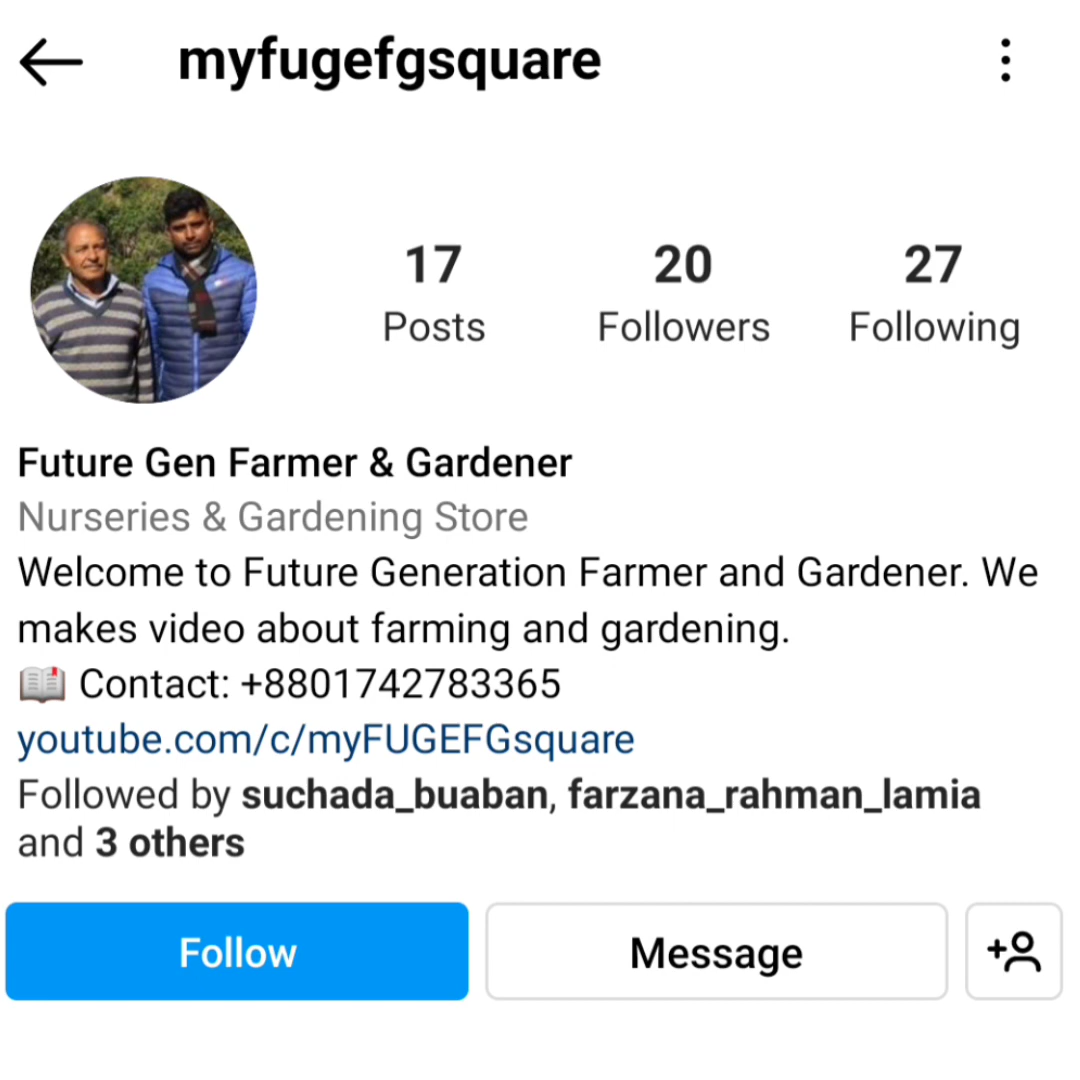 myfugefgsquare
17 20 27
Posts Followers Following
Future Gen Farmer & Gardener
Nurseries & Gardening Store
Welcome to Future Generation Farmer and Gardener. We
makes video about farming and gardening.
📖 Contact: +8801742783365
youtube.com/c/myFUGEFGsquare
Followed by suchada_buaban, farzana_rahman_lamia
and 3 others
Follow Message